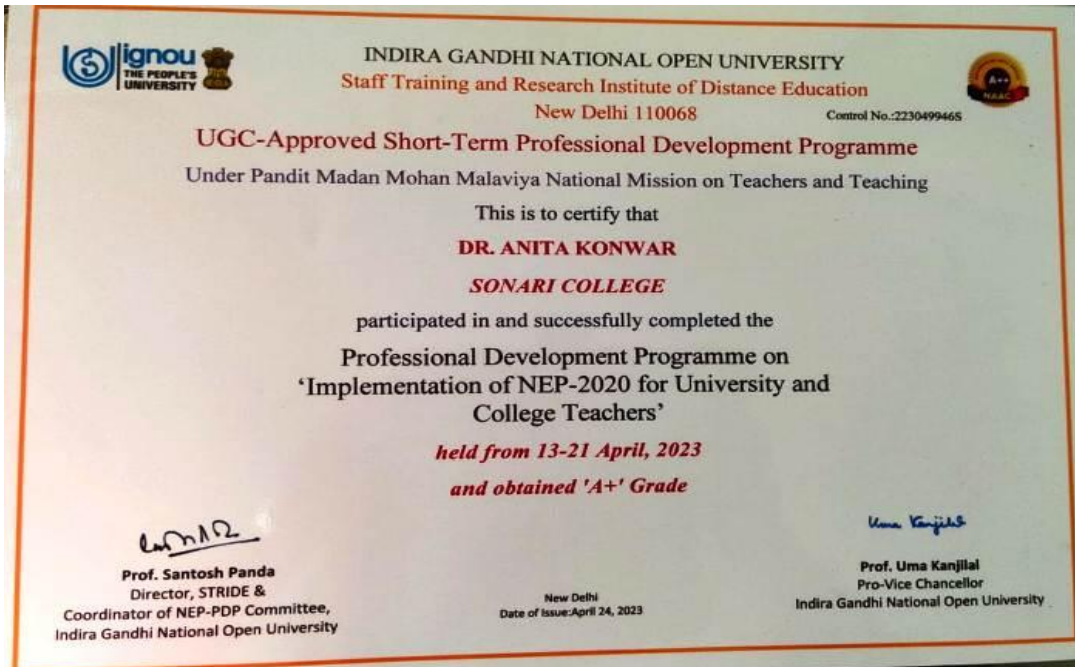 ignou
THE PEOPLE'S
UNIVERSITY
INDIRA GANDHI NATIONAL OPEN UNIVERSITY
Staff Training and Research Institute of Distance Education
New Delhi 110068
A++
NAAC
Control No.:223049946S
UGC-Approved Short-Term Professional Development Programme
Under Pandit Madan Mohan Malaviya National Mission on Teachers and Teaching
This is to certify that
DR. ANITA KONWAR
SONARI COLLEGE
participated in and successfully completed the
Professional Development Programme on
‘Implementation of NEP-2020 for University and
College Teachers’
held from 13-21 April, 2023
and obtained 'A+' Grade
Prof. Santosh Panda
Director, STRIDE &
Coordinator of NEP-PDP Committee,
Indira Gandhi National Open University
New Delhi
Date of Issue:April 24, 2023
Uma Kanjilal
Prof. Uma Kanjilal
Pro-Vice Chancellor
Indira Gandhi National Open University